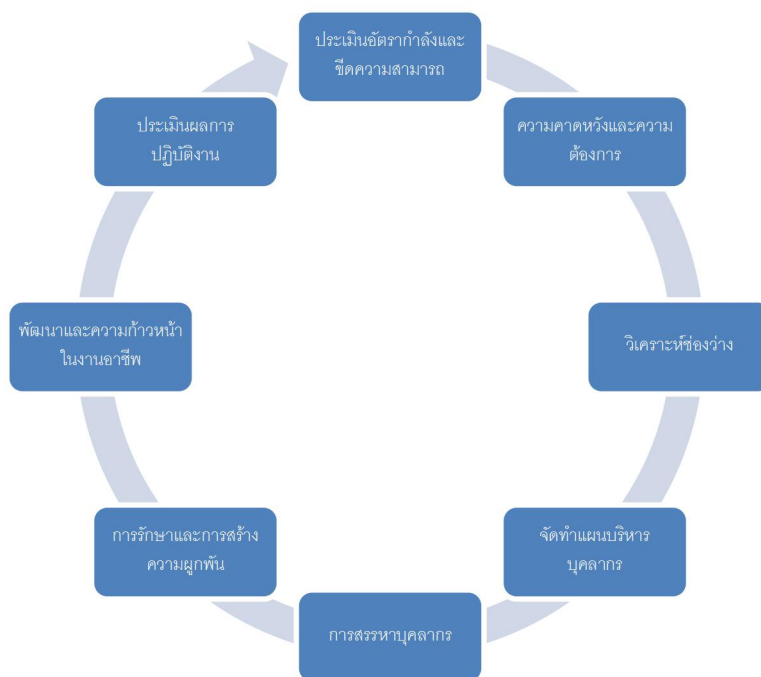 ประเมินอัตรากำลังและ
ขีดความสามารถ
ความคาดหวังและความ
ต้องการ
วิเคราะห์ช่องว่าง
จัดทำแผนบริหาร
บุคลากร
การสรรหาบุคลากร
การรักษาและการสร้าง
ความผูกพัน
พัฒนาและความก้าวหน้า
ในงานอาชีพ
ประเมินผลการ
ปฏิบัติงาน